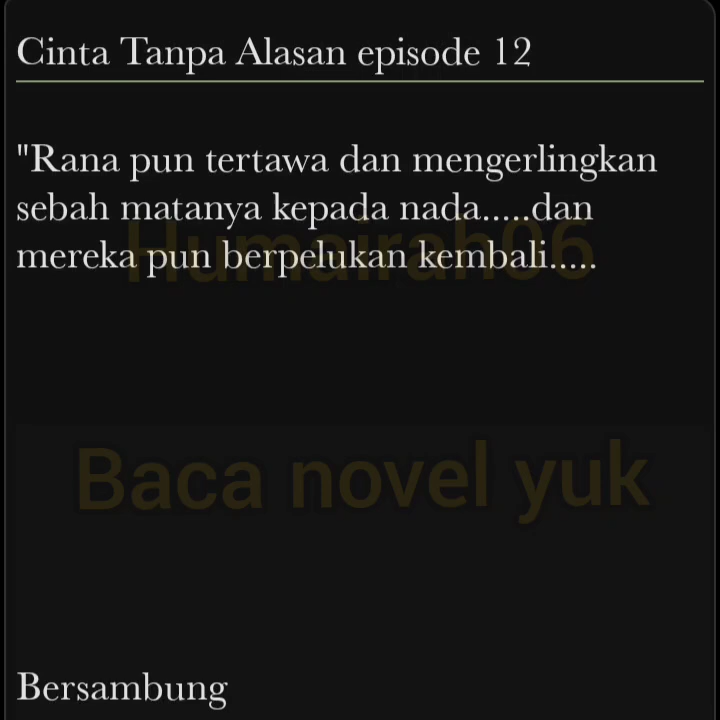 Cinta Tanpa Alasan episode 12
"Rana pun tertawa dan mengerlingkan
sebah matanya kepada nada.....dan
mereka pun berpelukan kembali.....
Humairah06
Baca novel yuk
Bersambung